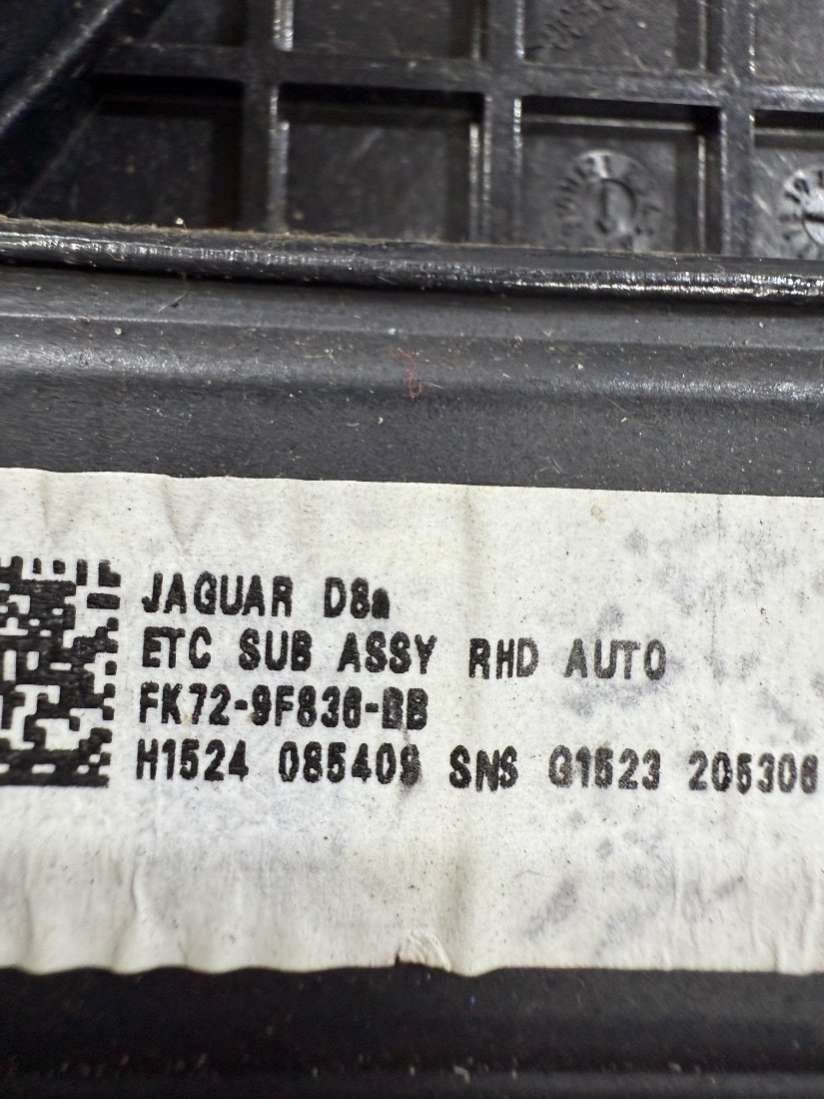 JAGUAR D8a
ETC SUB ASSY RHD AUTO
FK72-9F836-BB
H1524 085409 SNS G1523 205306